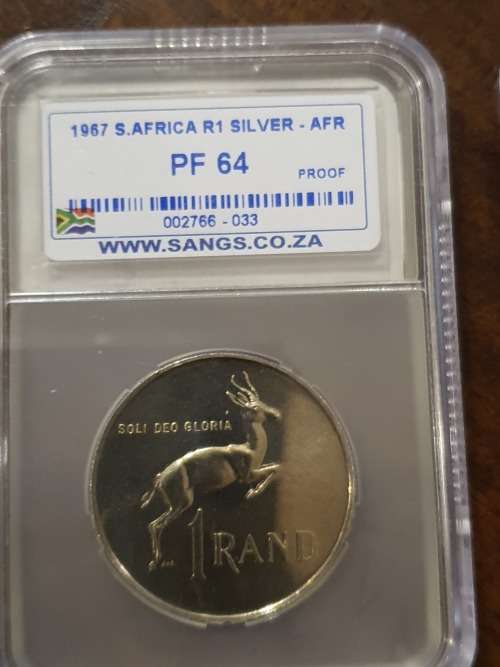 1967 S.AFRICA R1 SILVER - AFR
PF 64
PROOF
002766 - 033
WWW.SANGS.CO.ZA
SOLI DEO GLORIA
1 RAND